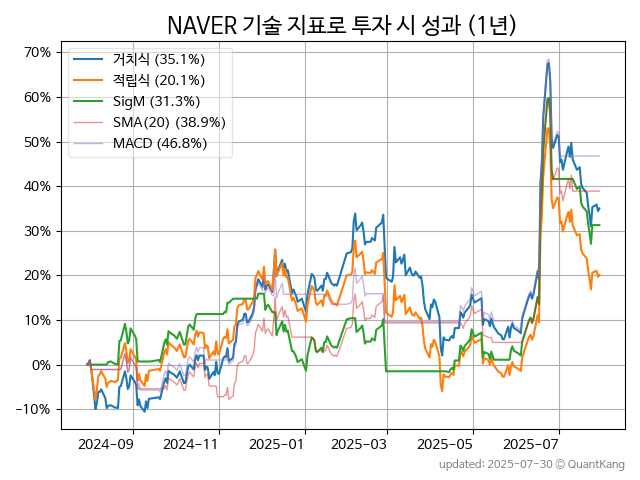 NAVER 기술 지표로 투자 시 성과 (1년)
거치식 (35.1%)
적립식 (20.1%)
SigM (31.3%)
SMA(20) (38.9%)
MACD (46.8%)
70%
60%
50%
40%
30%
20%
10%
0%
−10%
2024-09 2024-11 2025-01 2025-03 2025-05 2025-07
updated: 2025-07-30 © QuantKang